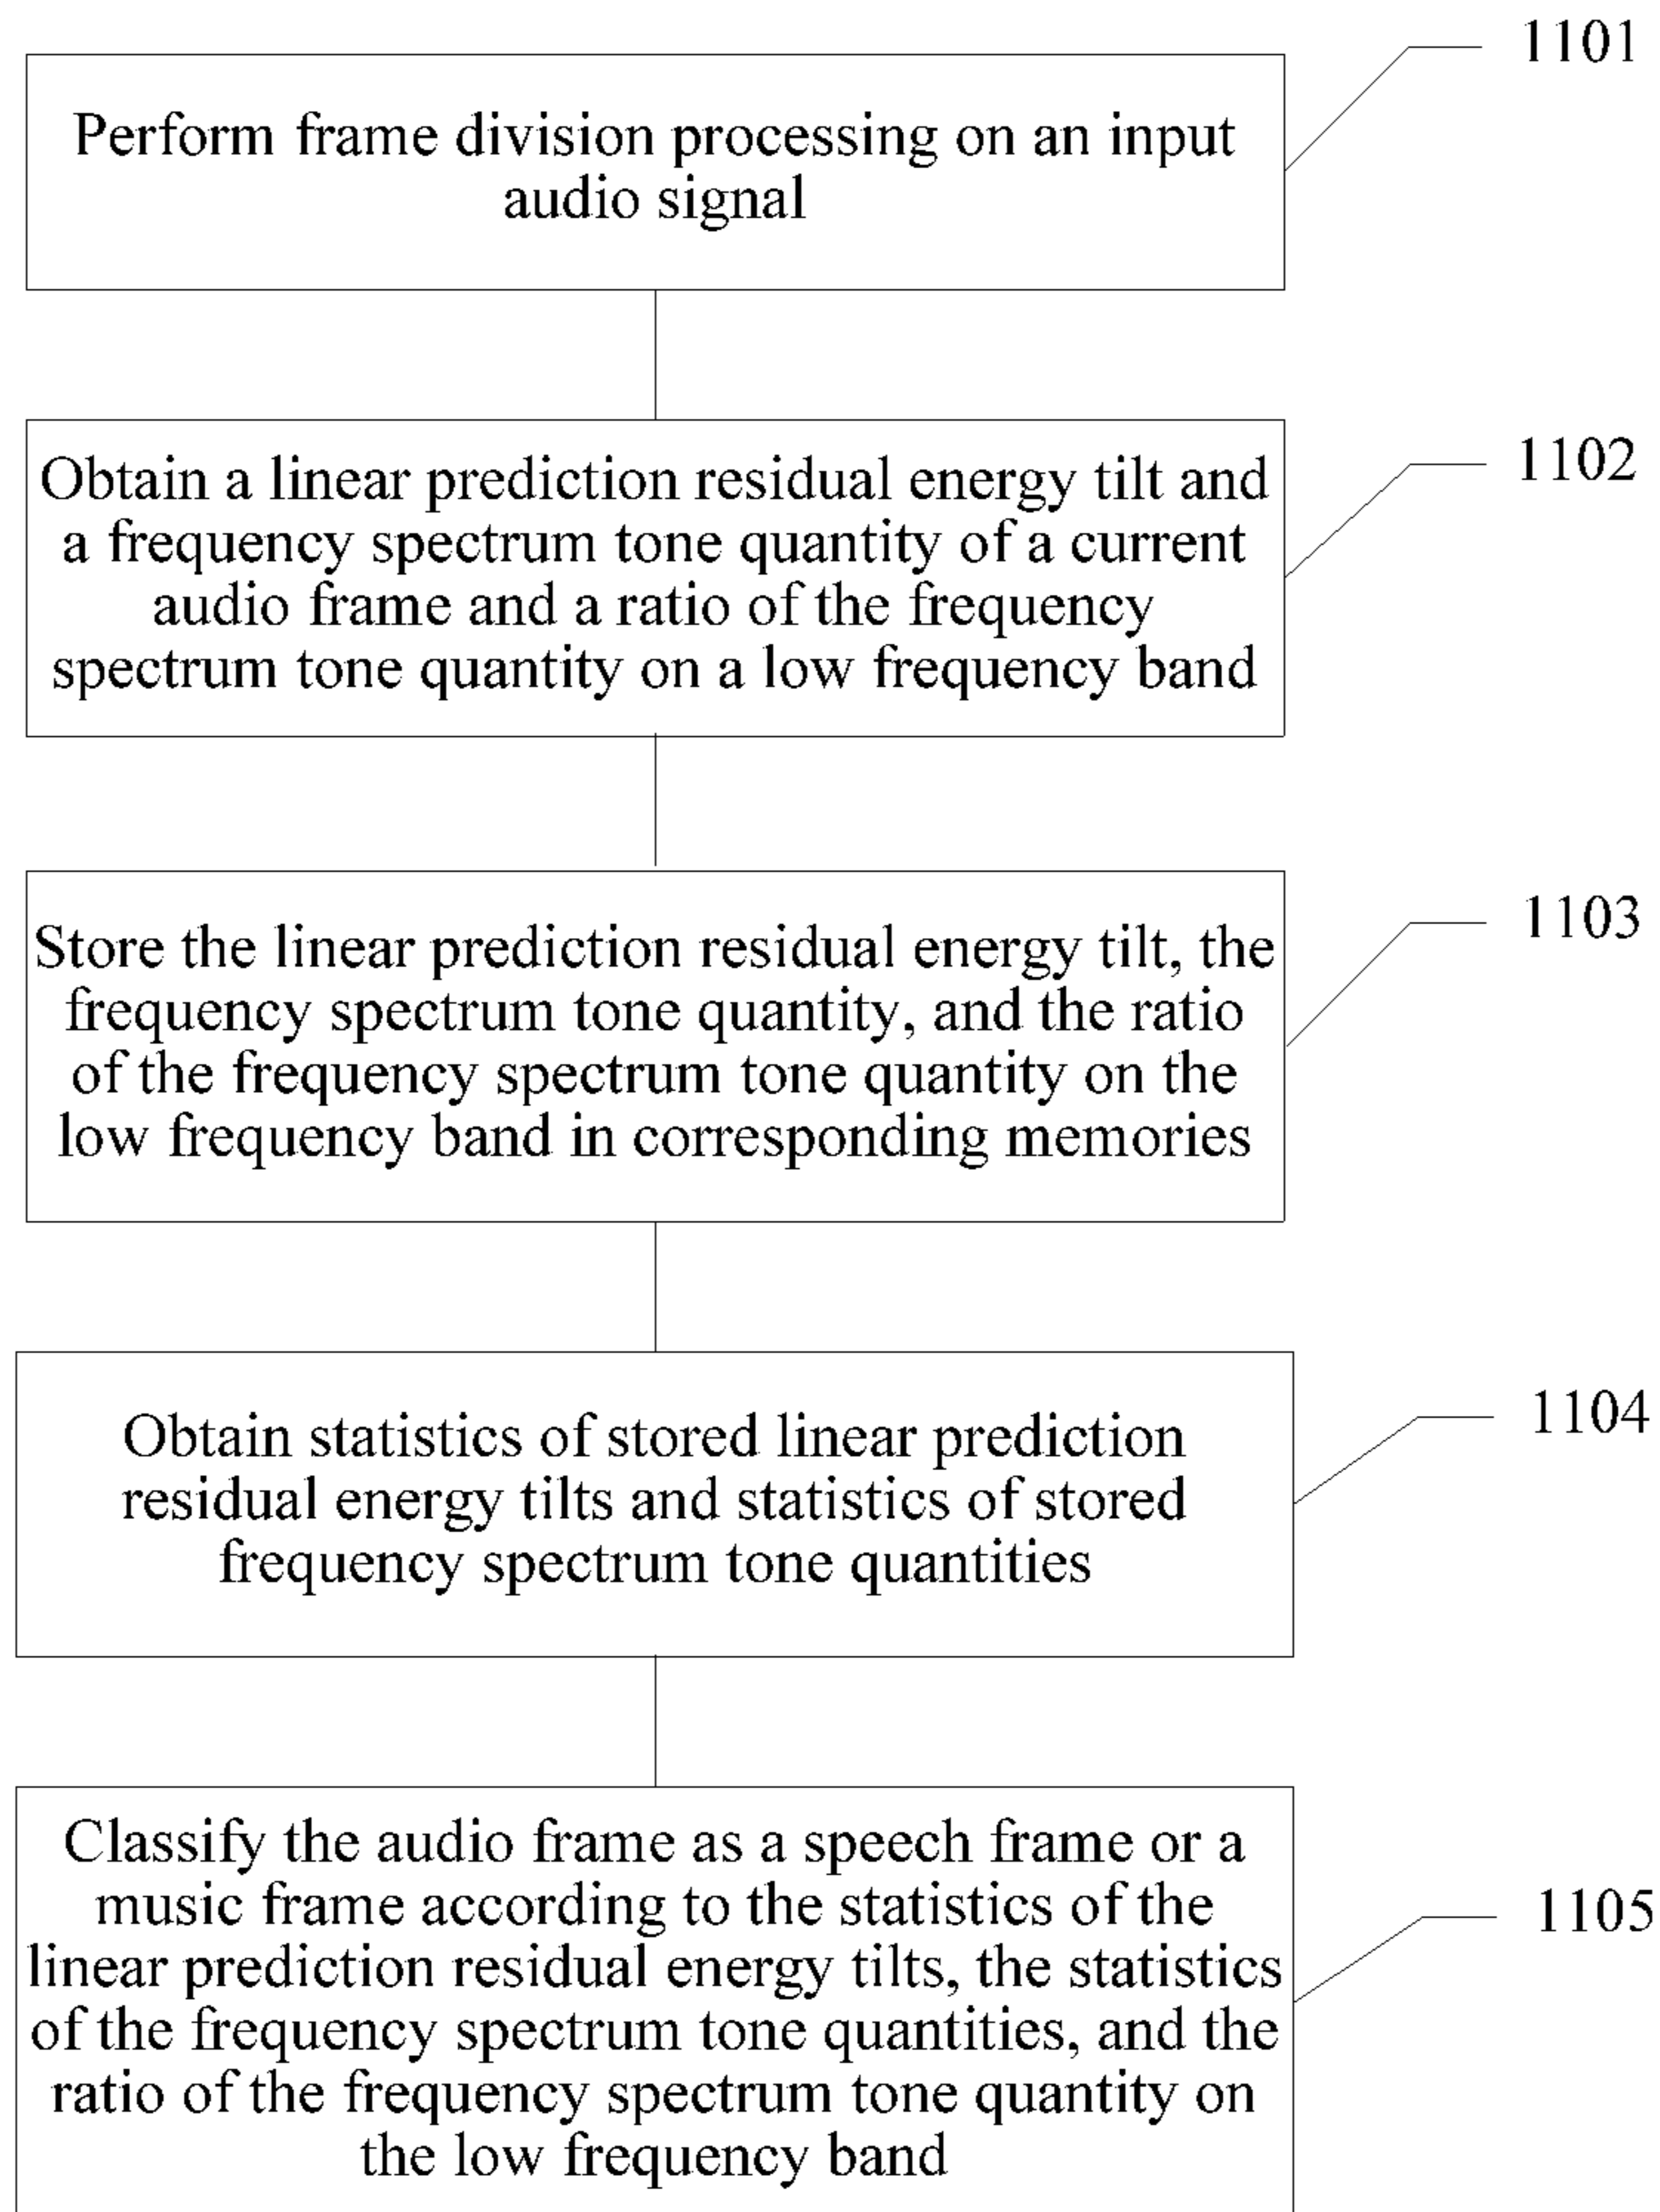 1101
Perform frame division processing on an input
audio signal
1102
Obtain a linear prediction residual energy tilt and
a frequency spectrum tone quantity of a current
audio frame and a ratio of the frequency
spectrum tone quantity on a low frequency band
1103
Store the linear prediction residual energy tilt, the
frequency spectrum tone quantity, and the ratio
of the frequency spectrum tone quantity on the
low frequency band in corresponding memories
1104
Obtain statistics of stored linear prediction
residual energy tilts and statistics of stored
frequency spectrum tone quantities
1105
Classify the audio frame as a speech frame or a
music frame according to the statistics of the
linear prediction residual energy tilts, the statistics
of the frequency spectrum tone quantities, and the
ratio of the frequency spectrum tone quantity on
the low frequency band